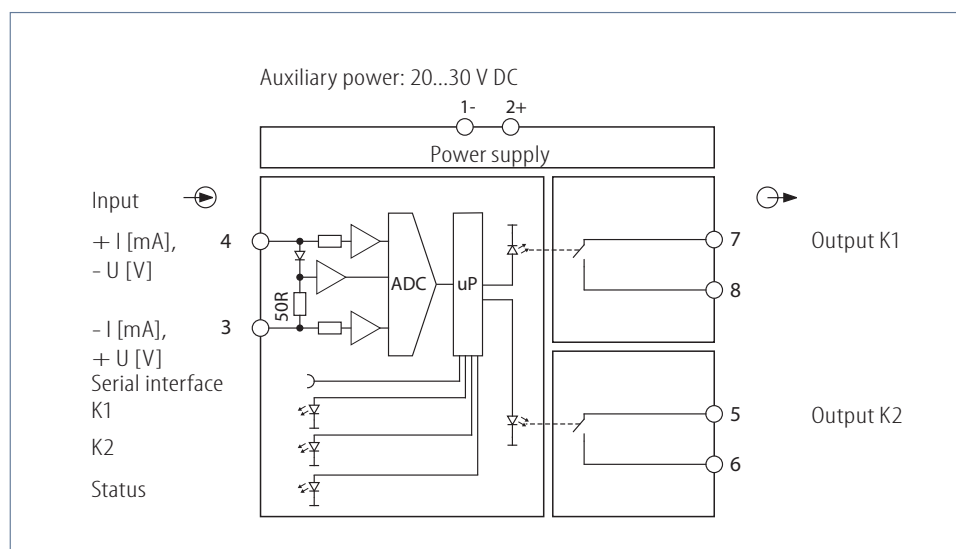 Auxiliary power: 20...30 V DC
1- 2+
Power supply
Input
+ I [mA], 4
- U [V]
50R
ADC
uP
- I [mA], 3
+ U [V]
Serial interface
K1
K2
Status
7 Output K1
8
5 Output K2
6